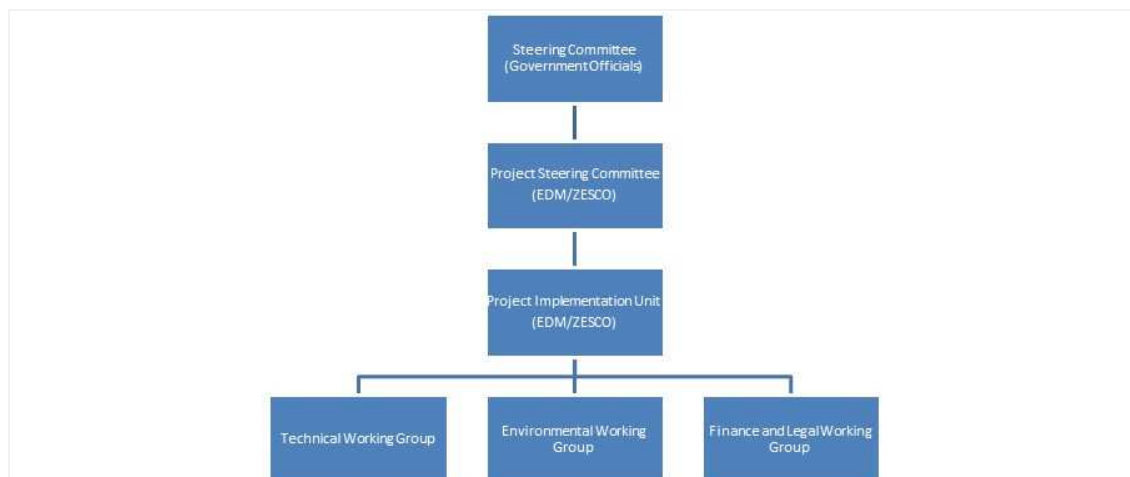 Steering Committee
(Government Officials)
Project Steering Committee
(EDM/ZESCO)
Project Implementation Unit
(EDM/ZESCO)
Technical Working Group
Environmental Working
Group
Finance and Legal Working
Group